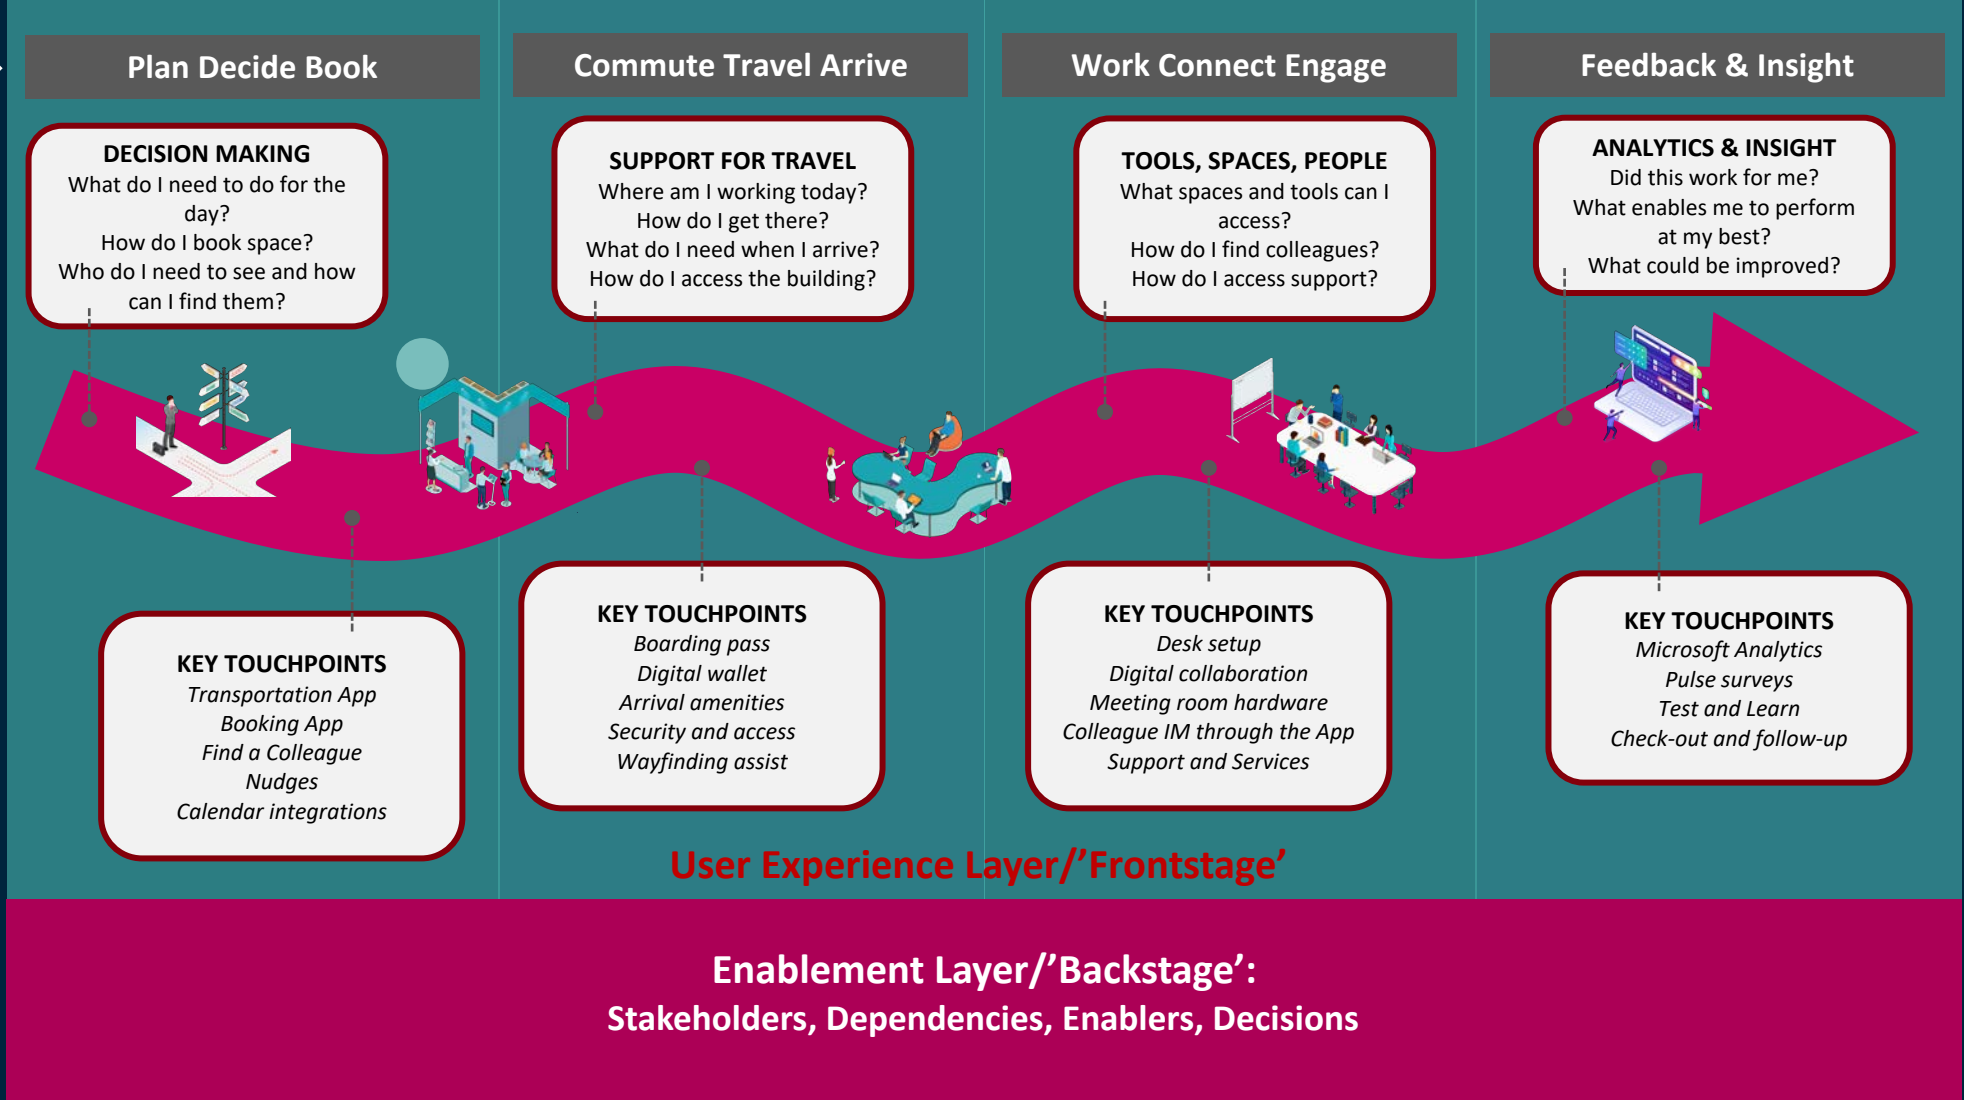 Plan Decide Book
Commute Travel Arrive
Work Connect Engage
Feedback & Insight
DECISION MAKING
What do I need to do for the
day?
How do I book space?
Who do I need to see and how
can I find them?
SUPPORT FOR TRAVEL
Where am I working today?
How do I get there?
What do I need when I arrive?
How do I access the building?
TOOLS, SPACES, PEOPLE
What spaces and tools can I
access?
How do I find colleagues?
How do I access support?
ANALYTICS & INSIGHT
Did this work for me?
What enables me to perform
at my best?
What could be improved?
KEY TOUCHPOINTS
Transportation App
Booking App
Find a Colleague
Nudges
Calendar integrations
KEY TOUCHPOINTS
Boarding pass
Digital wallet
Arrival amenities
Security and access
Wayfinding assist
KEY TOUCHPOINTS
Desk setup
Digital collaboration
Meeting room hardware
Colleague IM through the App
Support and Services
KEY TOUCHPOINTS
Microsoft Analytics
Pulse surveys
Test and Learn
Check-out and follow-up
User Experience Layer/’Frontstage’
Enablement Layer/’Backstage’:
Stakeholders, Dependencies, Enablers, Decisions